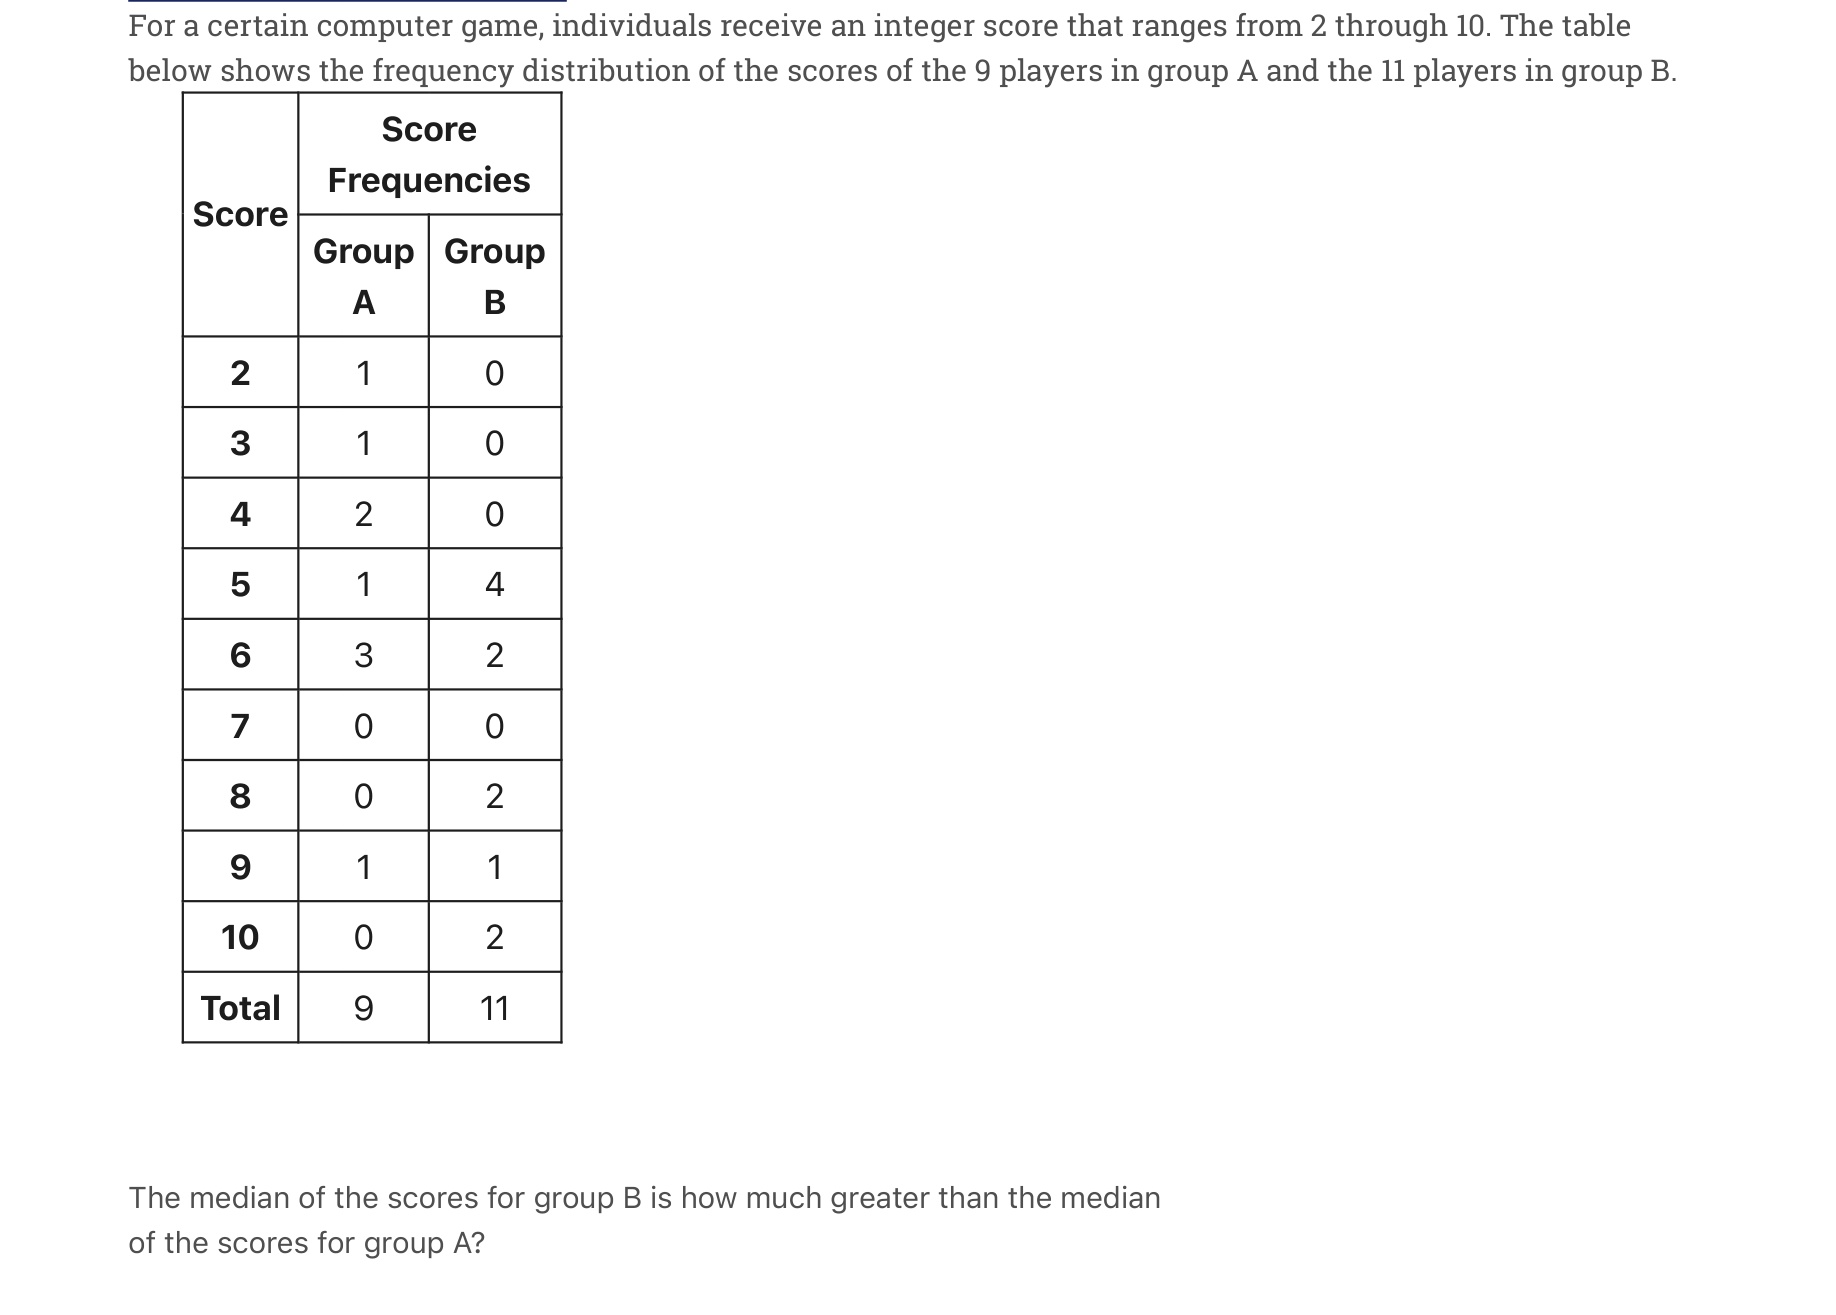 For a certain computer game, individuals receive an integer score that ranges from 2 through 10. The table
below shows the frequency distribution of the scores of the 9 players in group A and the 11 players in group B.
Score
Score
Frequencies
Group
A
Group
B
2 1 0
3 1 0
4 2 0
5 1 4
6 3 2
7 0 0
8 0 2
9 1 1
10 0 2
Total 9 11
The median of the scores for group B is how much greater than the median
of the scores for group A?